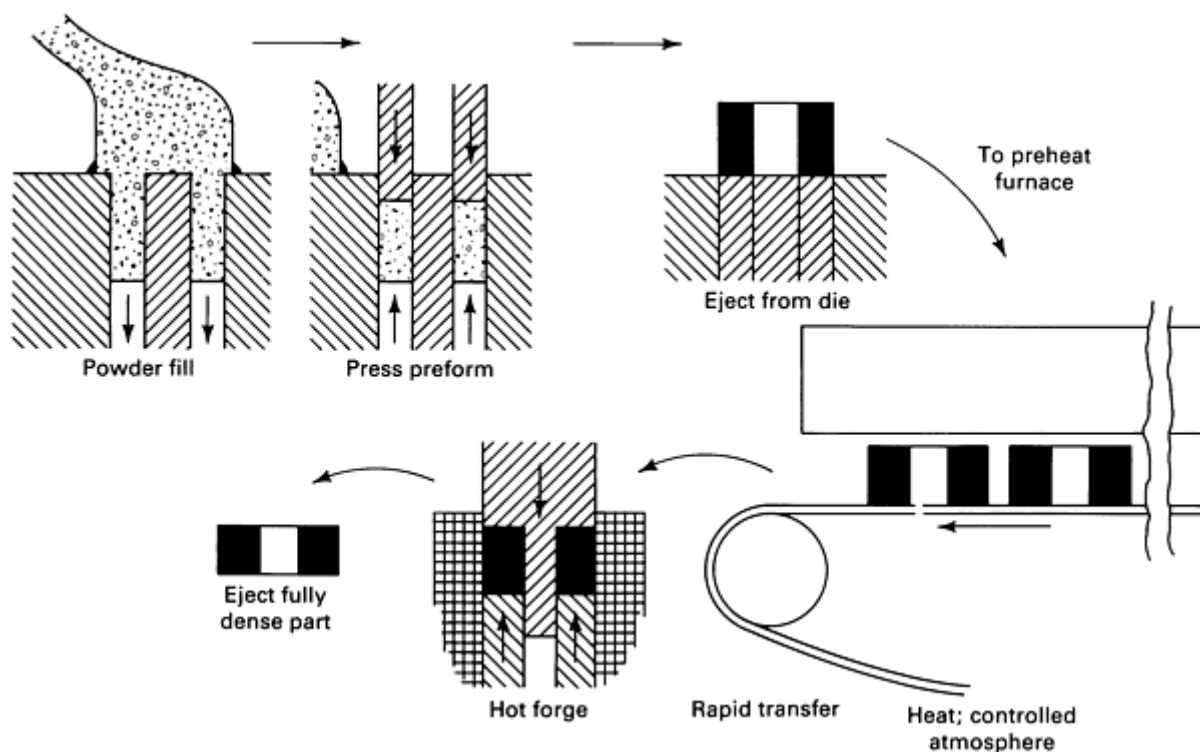 Powder fill
Press preform
Eject from die
To preheat
furnace
Heat; controlled
atmosphere
Rapid transfer
Hot forge
Eject fully
dense part